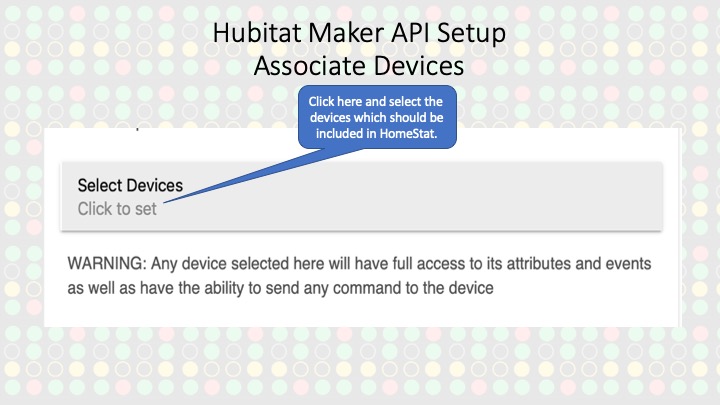 Hubitat Maker API Setup
Associate Devices
Click here and select the
devices which should be
included in HomeStat.
Select Devices
Click to set
WARNING: Any device selected here will have full access to its attributes and events
as well as have the ability to send any command to the device